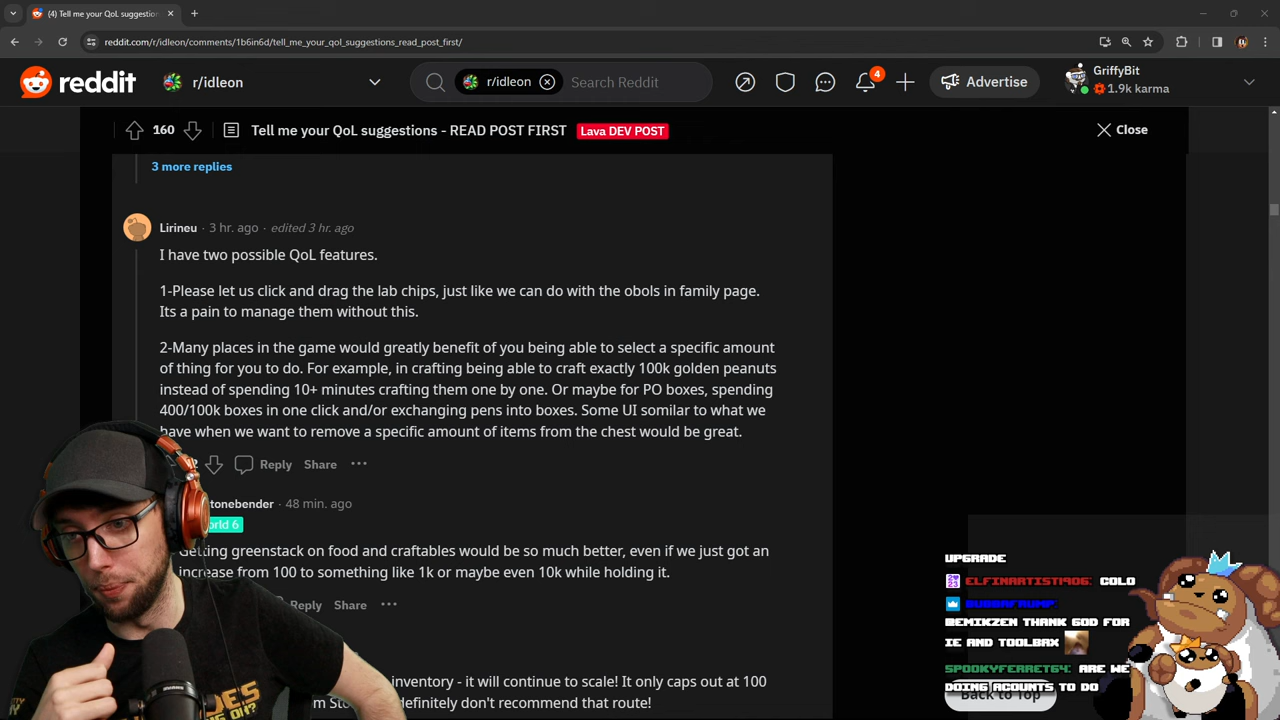 (4) Tell me your QoL suggestion
reddit.com/r/idleon/comments/1b6in6d/tell_me_your_qol_suggestions_read_post_first/
reddit
r/idleon
r/idleon
Search Reddit
4
Advertise
GriffyBit
1.9k karma
160
Tell me your QoL suggestions - READ POST FIRST
Lava DEV POST
Close
3 more replies
Lirineu · 3 hr. ago · edited 3 hr. ago
I have two possible QoL features.
1-Please let us click and drag the lab chips, just like we can do with the obols in family page.
Its a pain to manage them without this.
2-Many places in the game would greatly benefit of you being able to select a specific amount
of thing for you to do. For example, in crafting being able to craft exactly 100k golden peanuts
instead of spending 10+ minutes crafting them one by one. Or maybe for PO boxes, spending
400/100k boxes in one click and/or exchanging pens into boxes. Some UI somilar to what we
have when we want to remove a specific amount of items from the chest would be great.
Reply
Share
tonebender · 48 min. ago
orld 6
Getting greenstack on food and craftables would be so much better, even if we just got an
increase from 100 to something like 1k or maybe even 10k while holding it.
Reply
Share
inventory - it will continue to scale! It only caps out at 100
definitely don't recommend that route!
UPGRADE
ELFINARTIST1906: COLO
BUBBAFRUMP:
@EMIKZEN THANK GOD FOR
IE AND TOOLBAX
SPOOKYFERRET64: ARE WE
DOING ACOUNTS TO DO
Back to Top